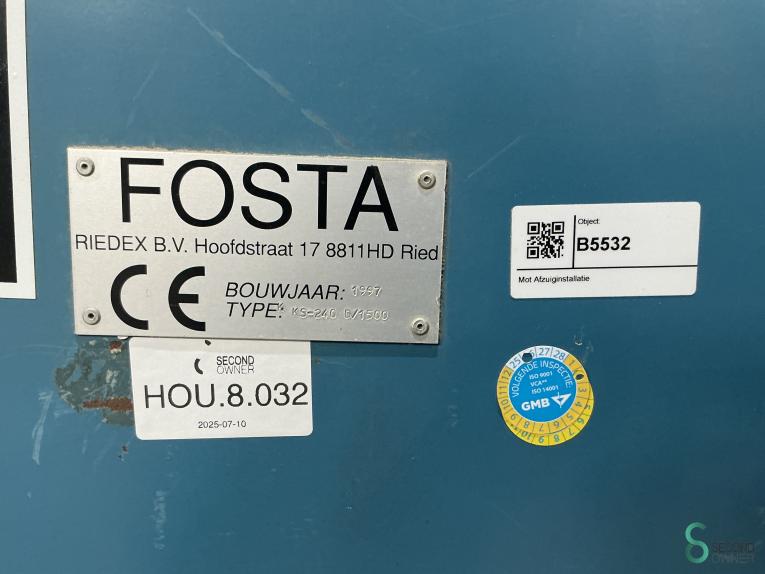 FOSTA
RIEDEX B.V. Hoofdstraat 17 8811HD Ried
CE
BOUWJAAR: 1997
TYPE: KS-240 C/1500
Object:
B5532
Mot Afzuiginstallatie
SECOND
OWNER
HOU.8.032
2025-07-10
VOLGENDE INSPECTIE:
ISO 9001
VCA**
ISO 14001
GMB
SECOND
OWNER